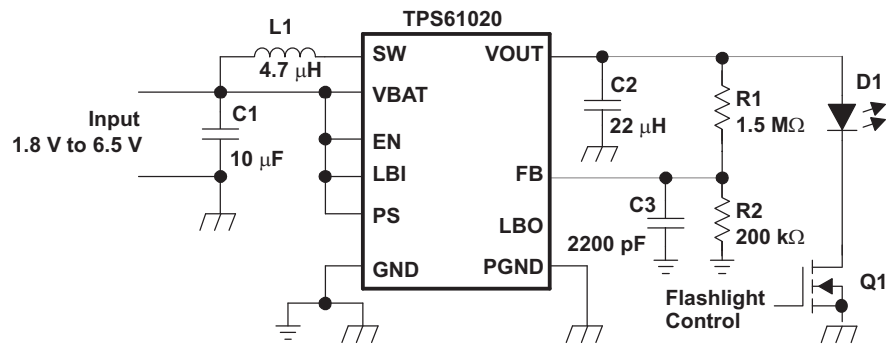 TPS61020
L1
4.7 μH
SW
VOUT
VBAT
EN
LBI
PS
GND
FB
LBO
PGND
Input
1.8 V to 6.5 V
C1
10 μF
C2
22 μH
R1
1.5 MΩ
D1
C3
2200 pF
R2
200 kΩ
Flashlight
Control
Q1